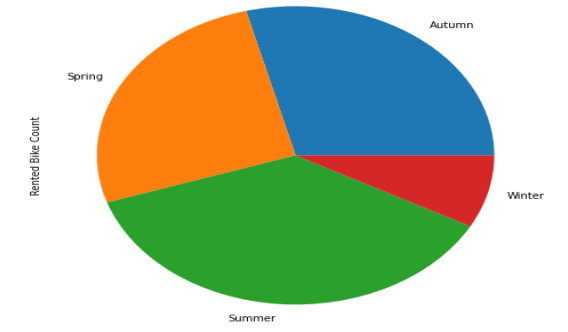 Autumn
Spring
Rented Bike Count
Winter
Summer